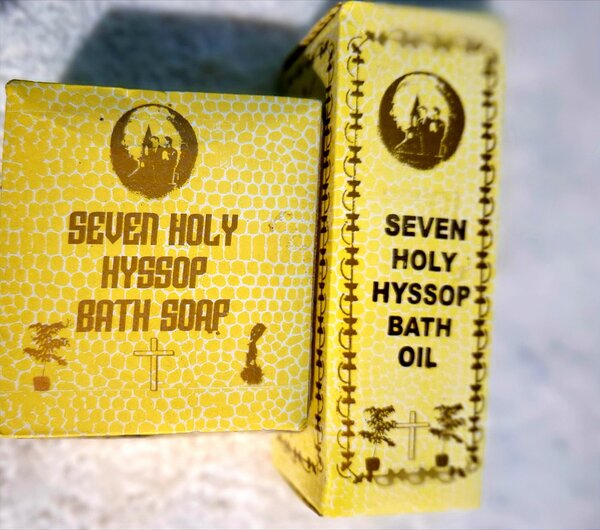 SEVEN HOLY
HYSSOP
BATH SOAP
SEVEN
HOLY
HYSSOP
BATH
OIL